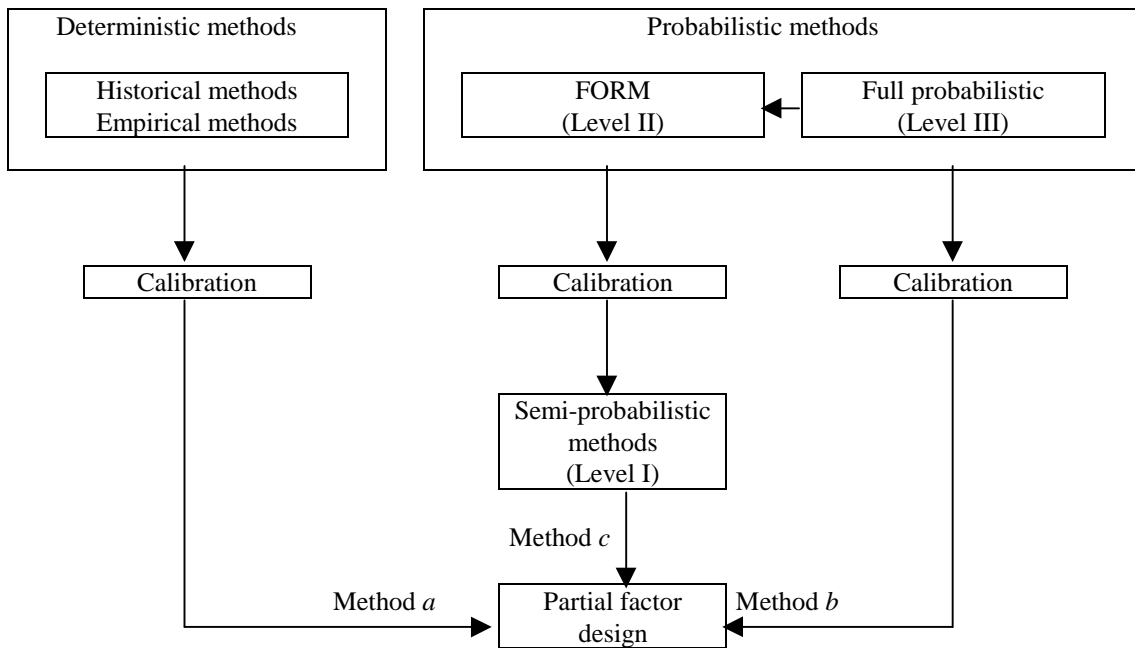 Deterministic methods
Probabilistic methods
Historical methods
Empirical methods
FORM
(Level II)
Full probabilistic
(Level III)
Calibration
Calibration
Calibration
Semi-probabilistic
methods
(Level I)
Method c
Method a
Partial factor
design
Method b